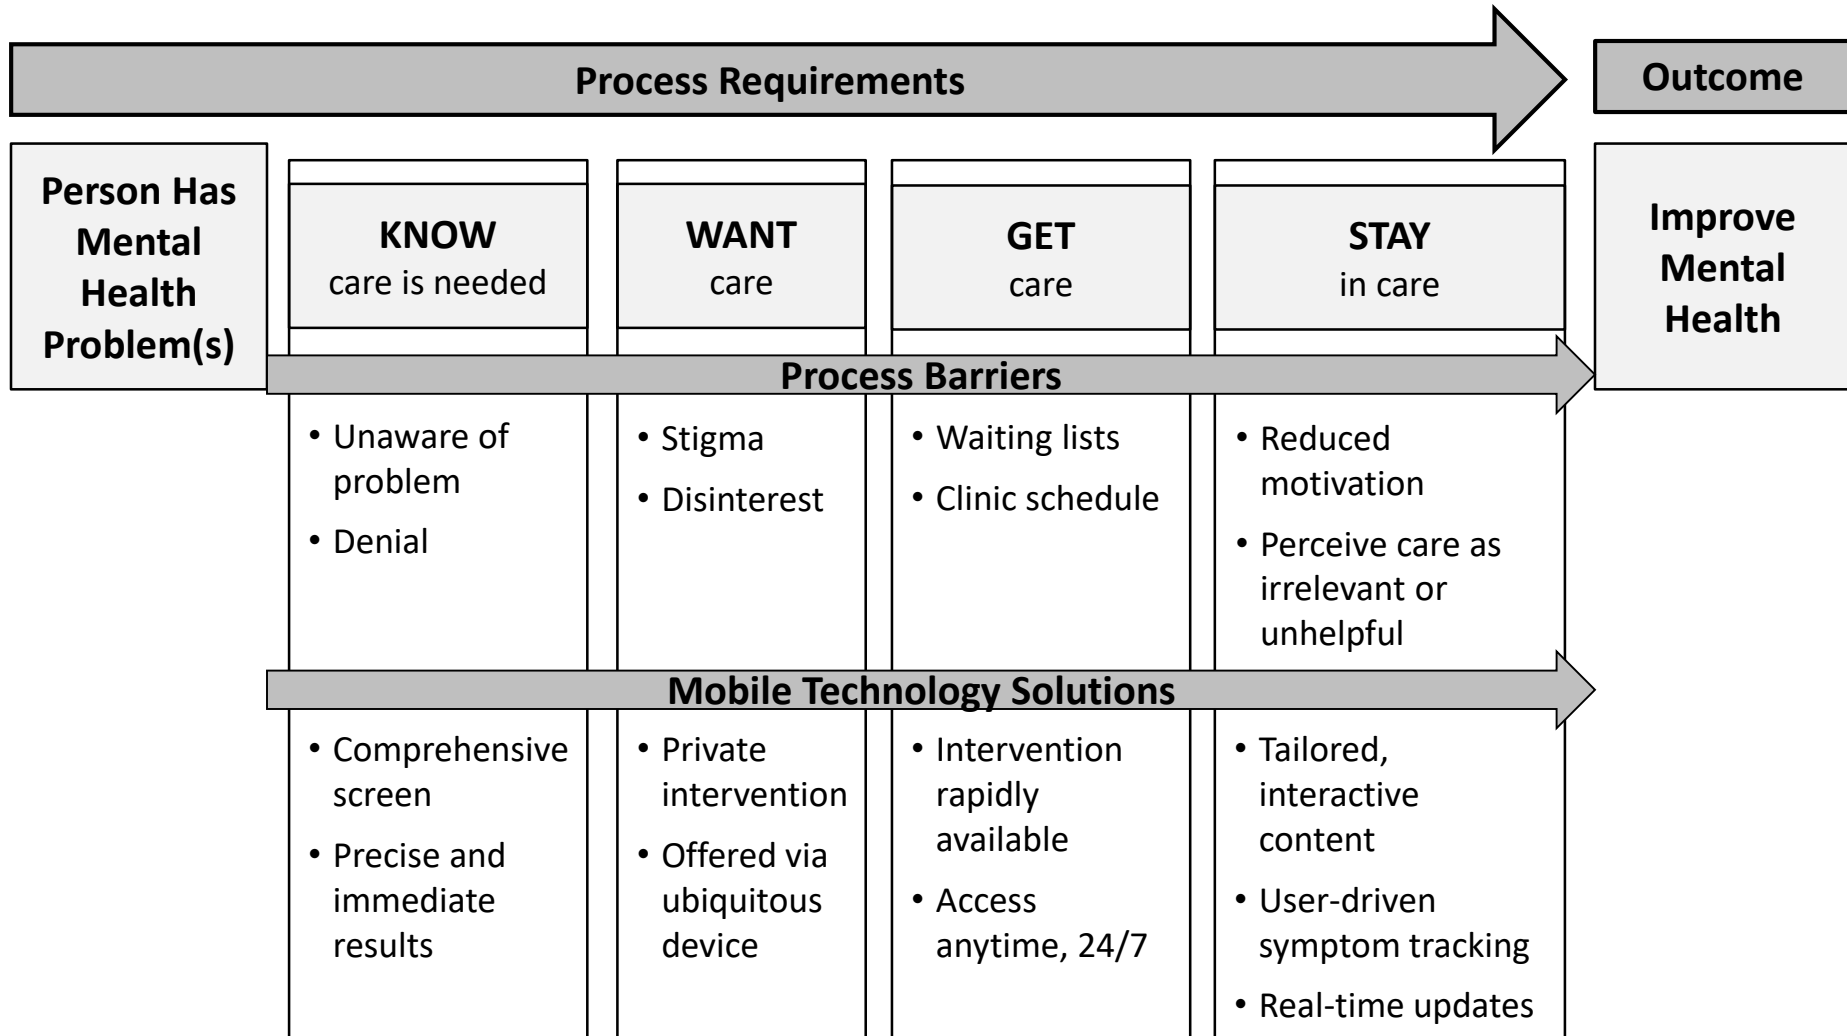 Process Requirements
Outcome
Person Has
Mental
Health
Problem(s)
KNOW
care is needed
WANT
care
GET
care
STAY
in care
Improve
Mental
Health
Process Barriers
• Unaware of
problem
• Denial
• Stigma
• Disinterest
• Waiting lists
• Clinic schedule
• Reduced
motivation
• Perceive care as
irrelevant or
unhelpful
Mobile Technology Solutions
• Comprehensive
screen
• Precise and
immediate
results
• Private
intervention
• Offered via
ubiquitous
device
• Intervention
rapidly
available
• Access
anytime, 24/7
• Tailored,
interactive
content
• User-driven
symptom tracking
• Real-time updates